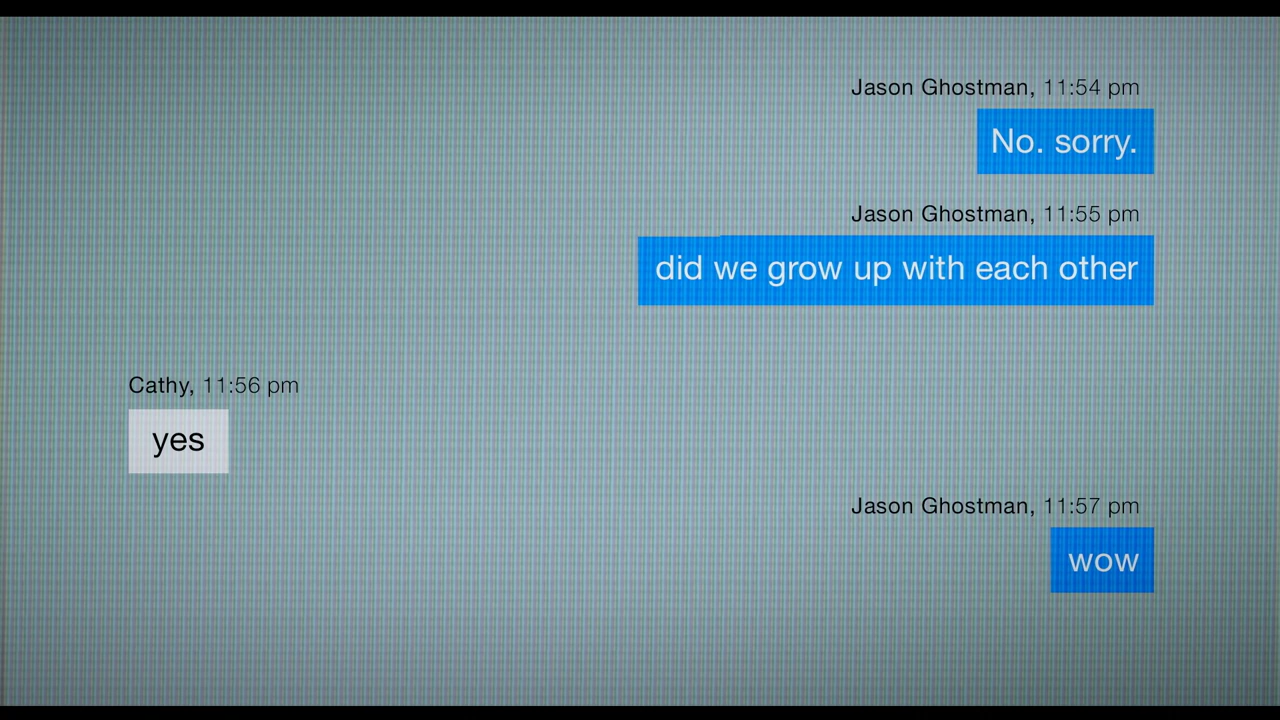 Jason Ghostman, 11:54 pm
No. sorry.
Jason Ghostman, 11:55 pm
did we grow up with each other
Cathy, 11:56 pm
yes
Jason Ghostman, 11:57 pm
wow